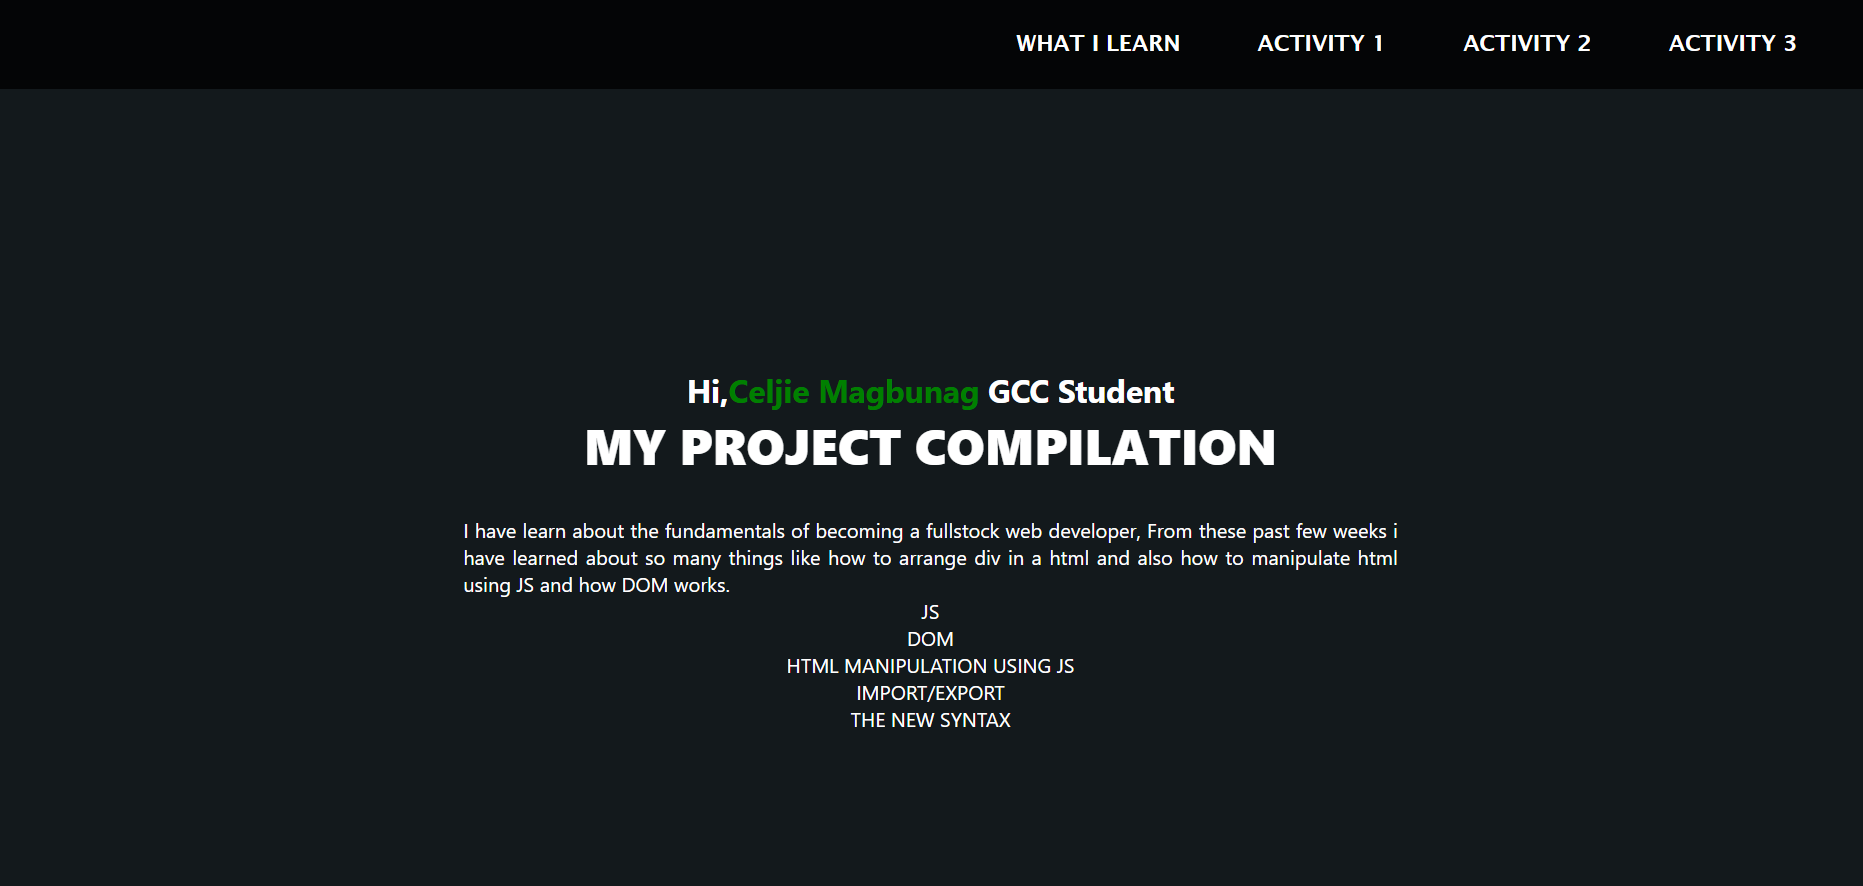 WHAT I LEARN ACTIVITY 1 ACTIVITY 2 ACTIVITY 3
Hi,Celjie Magbunag GCC Student
MY PROJECT COMPILATION
I have learn about the fundamentals of becoming a fullstock web developer, From these past few weeks i
have learned about so many things like how to arrange div in a html and also how to manipulate html
using JS and how DOM works.
JS
DOM
HTML MANIPULATION USING JS
IMPORT/EXPORT
THE NEW SYNTAX